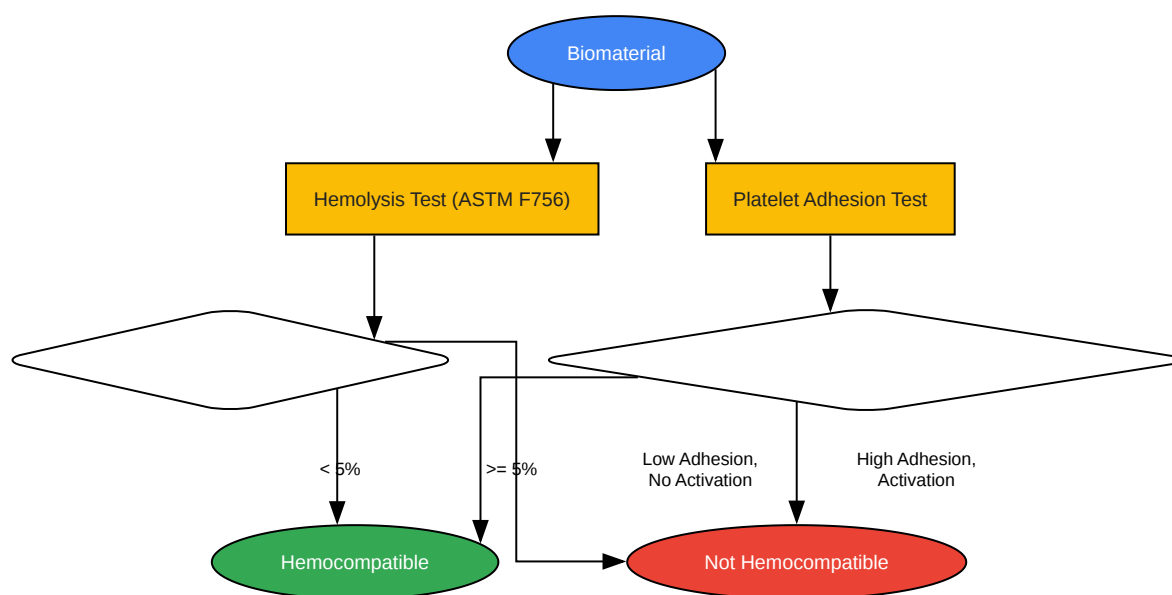 Biomaterial
Hemolysis Test (ASTM F756)
Platelet Adhesion Test
< 5%
>= 5%
Low Adhesion,
No Activation
High Adhesion,
Activation
Hemocompatible
Not Hemocompatible